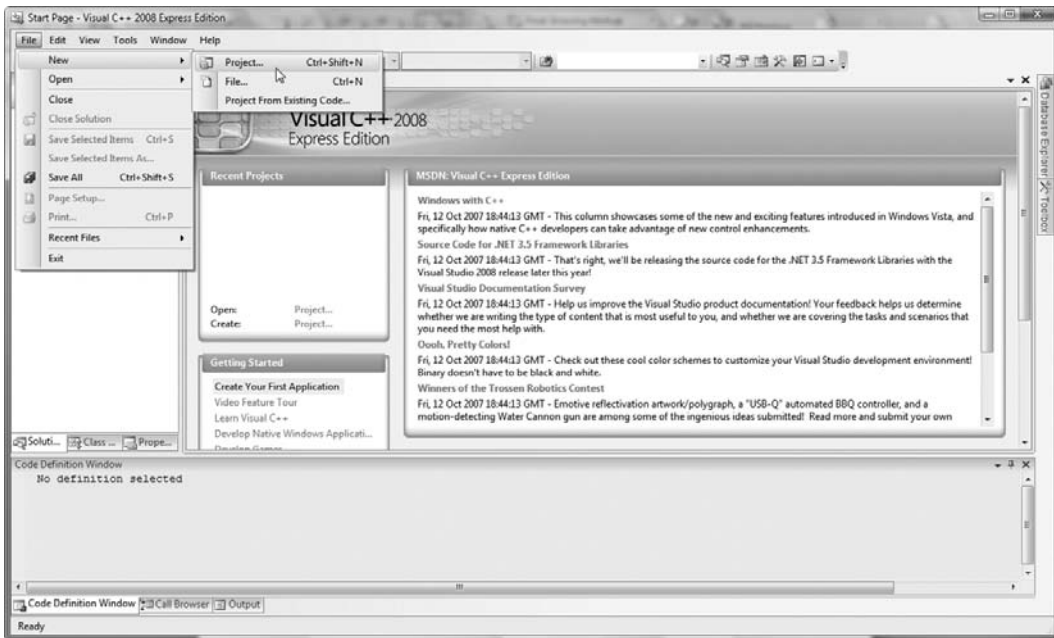 Start Page - Visual C++ 2008 Express Edition
File Edit View Tools Window Help
New
Open
Close
Close Solution
Save Selected Items Ctrl+S
Save Selected Items As...
Save All Ctrl+Shift+S
Page Setup...
Print... Ctrl+P
Recent Files
Exit
Project... Ctrl+Shift+N
File... Ctrl+N
Project From Existing Code...
Visual C++ 2008
Express Edition
Recent Projects
Open: Project...
Create: Project...
Getting Started
Create Your First Application
Video Feature Tour
Learn Visual C++
Develop Native Windows Applicati...
Develop Games
MSDN: Visual C++ Express Edition
Windows with C++
Fri, 12 Oct 2007 18:44:13 GMT - This column showcases some of the new and exciting features introduced in Windows Vista, and
specifically how native C++ developers can take advantage of new control enhancements.
Source Code for .NET 3.5 Framework Libraries
Fri, 12 Oct 2007 18:44:13 GMT - That's right, we'll be releasing the source code for the .NET 3.5 Framework Libraries with the
Visual Studio 2008 release later this year!
Visual Studio Documentation Survey
Fri, 12 Oct 2007 18:44:13 GMT - Help us improve the Visual Studio product documentation! Your feedback helps us determine
whether we are writing the type of content that is most useful to you, and whether we are covering the tasks and scenarios that
you need the most help with.
Oooh, Pretty Colors!
Fri, 12 Oct 2007 18:44:13 GMT - Check out these cool color schemes to customize your Visual Studio development environment!
Binary doesn't have to be black and white.
Winners of the Trossen Robotics Contest
Fri, 12 Oct 2007 18:44:13 GMT - Emotive reflectivation artwork/polygraph, a "USB-Q" automated BBQ controller, and a
motion-detecting Water Cannon gun are among some of the ingenious ideas submitted! Read more and submit your own
Database Explorer
Toolbox
Soluti... Class ... Prope...
Code Definition Window
No definition selected
Code Definition Window Call Browser Output
Ready